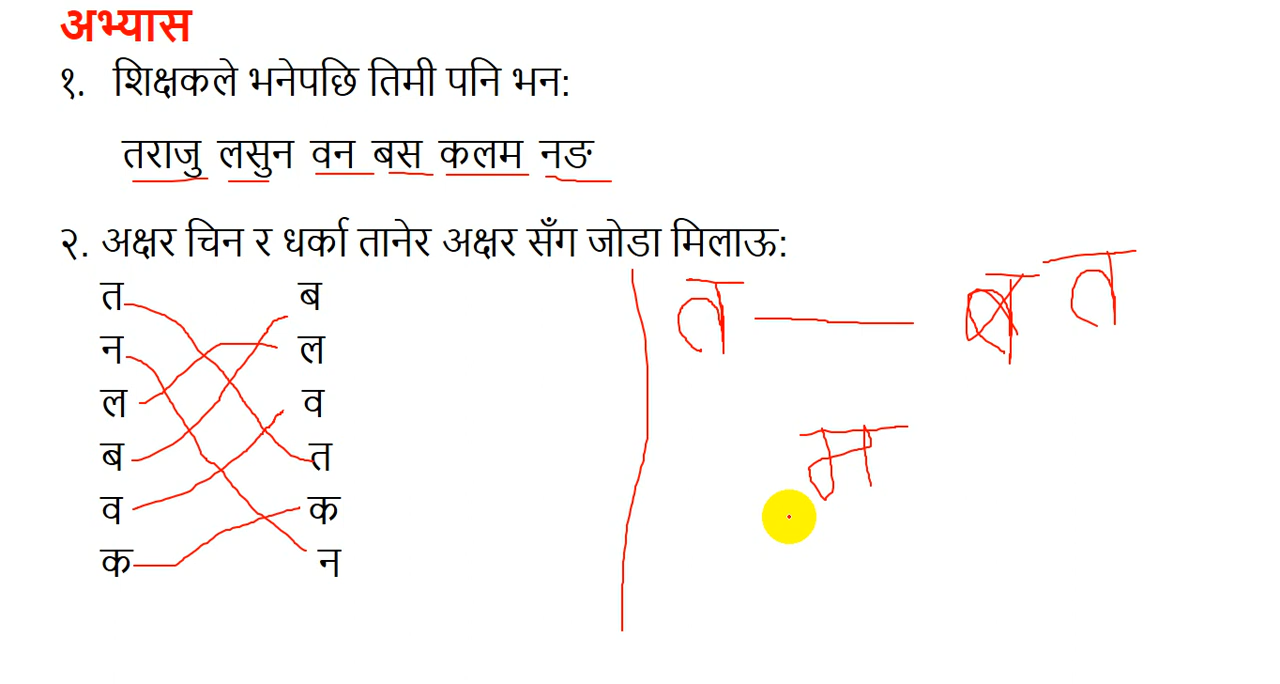 अभ्यास
१. शिक्षकले भनेपछि तिमी पनि भन:
तराजु लसुन वन बस कलम नङ
२. अक्षर चिन र धर्का तानेर अक्षर सँग जोडा मिलाऊ:
त ब
न ल
ल व
ब त
व क
क न
त त
म